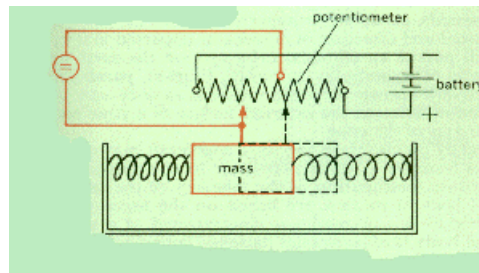 potentiometer
=
−
battery
+
mass